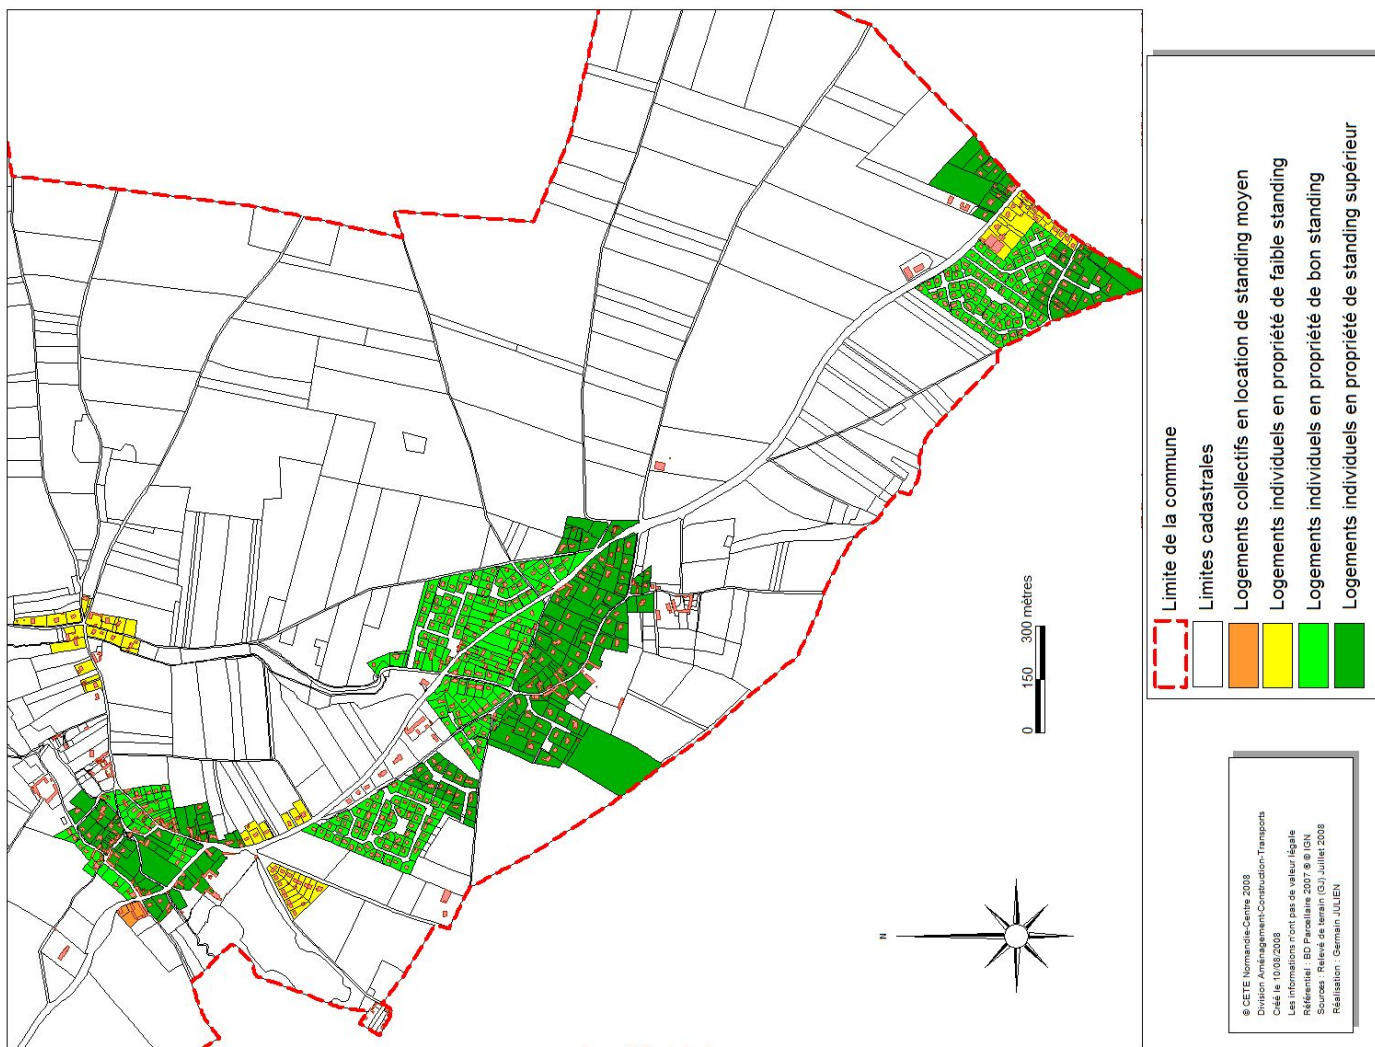 N
0 150 300 mètres
Limite de la commune
Limites cadastrales
Logements collectifs en location de standing moyen
Logements individuels en propriété de faible standing
Logements individuels en propriété de bon standing
Logements individuels en propriété de standing supérieur
© CETE Normandie-Centre 2008
Division Aménagement-Construction-Transports
Créé le 10/08/2008
Les informations n'ont pas de valeur légale
Référentiel : BD Parcellaire 2007 ® © IGN
Sources : Relevé de terrain (GJ) Juillet 2008
Réalisation : Germain JULIEN